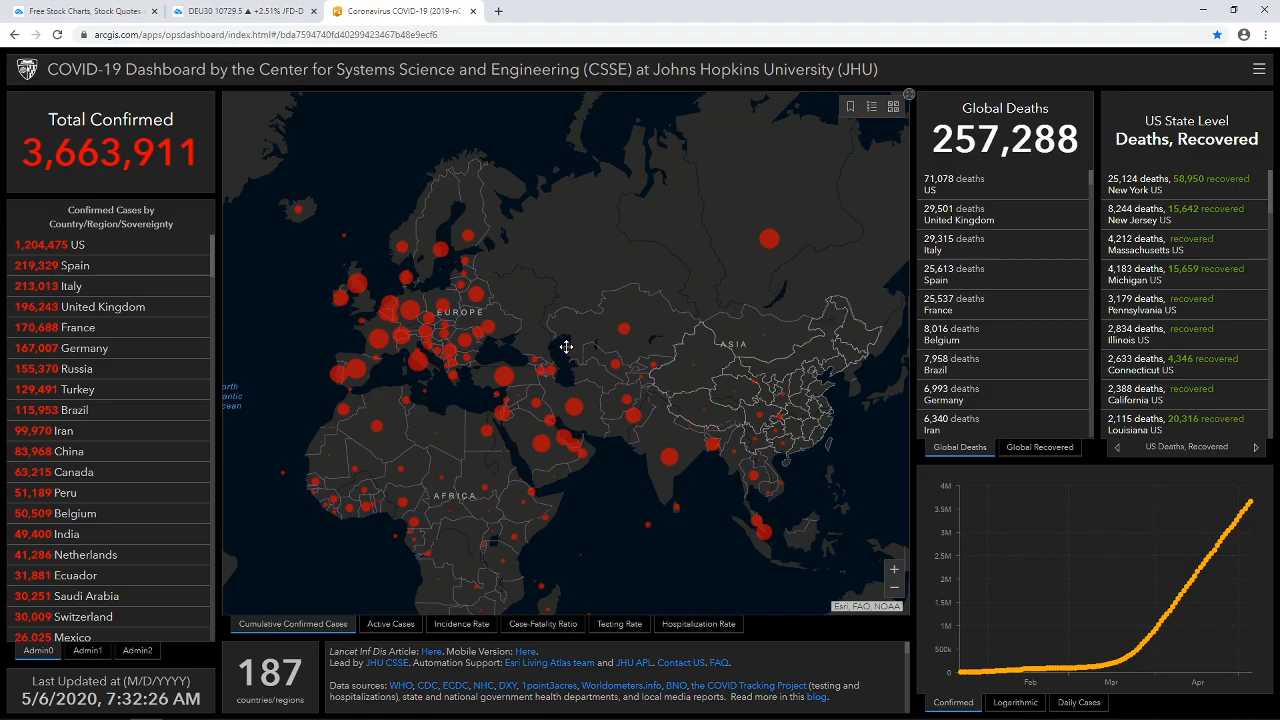 Free Stock Charts, Stock Quotes
DEU30 10729.5 ▲ +2.51% JFD-D
Coronavirus COVID-19 (2019-nC
arcgis.com/apps/opsdashboard/index.html#/bda7594740fd40299423467b48e9ecf6
COVID-19 Dashboard by the Center for Systems Science and Engineering (CSSE) at Johns Hopkins University (JHU)
Total Confirmed
3,663,911
Confirmed Cases by
Country/Region/Sovereignty
1,204,475 US
219,329 Spain
213,013 Italy
196,243 United Kingdom
170,688 France
167,007 Germany
155,370 Russia
129,491 Turkey
115,953 Brazil
99,970 Iran
83,968 China
63,215 Canada
51,189 Peru
50,509 Belgium
49,400 India
41,286 Netherlands
31,881 Ecuador
30,251 Saudi Arabia
30,009 Switzerland
26,025 Mexico
Admin0
Admin1
Admin2
Last Updated at (M/D/YYYY)
5/6/2020, 7:32:26 AM
EUROPE
ASIA
AFRICA
orth
antic
cean
Esri, FAO, NOAA
Cumulative Confirmed Cases
Active Cases
Incidence Rate
Case-Fatality Ratio
Testing Rate
Hospitalization Rate
187
countries/regions
Lancet Inf Dis Article: Here. Mobile Version: Here.
Lead by JHU CSSE. Automation Support: Esri Living Atlas team and JHU APL. Contact US. FAQ.
Data sources: WHO, CDC, ECDC, NHC, DXY, 1point3acres, Worldometers.info, BNO, the COVID Tracking Project (testing and
hospitalizations), state and national government health departments, and local media reports. Read more in this blog.
Global Deaths
257,288
71,078 deaths
US
29,501 deaths
United Kingdom
29,315 deaths
Italy
25,613 deaths
Spain
25,537 deaths
France
8,016 deaths
Belgium
7,958 deaths
Brazil
6,993 deaths
Germany
6,340 deaths
Iran
Global Deaths
Global Recovered
US State Level
Deaths, Recovered
25,124 deaths, 58,950 recovered
New York US
8,244 deaths, 15,642 recovered
New Jersey US
4,212 deaths, recovered
Massachusetts US
4,183 deaths, 15,659 recovered
Michigan US
3,179 deaths, recovered
Pennsylvania US
2,834 deaths, recovered
Illinois US
2,633 deaths, 4,346 recovered
Connecticut US
2,388 deaths, recovered
California US
2,115 deaths, 20,316 recovered
Louisiana US
US Deaths, Recovered
4M
3.5M
3M
2.5M
2M
1.5M
1M
500k
0
Feb
Mar
Apr
Confirmed
Logarithmic
Daily Cases